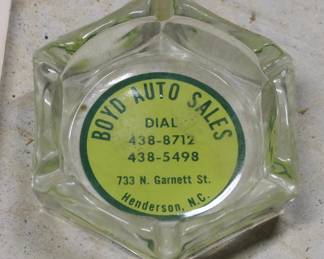 BOYD AUTO SALES
DIAL
438-8712
438-5498
733 N. Garnett St.
Henderson, N.C.